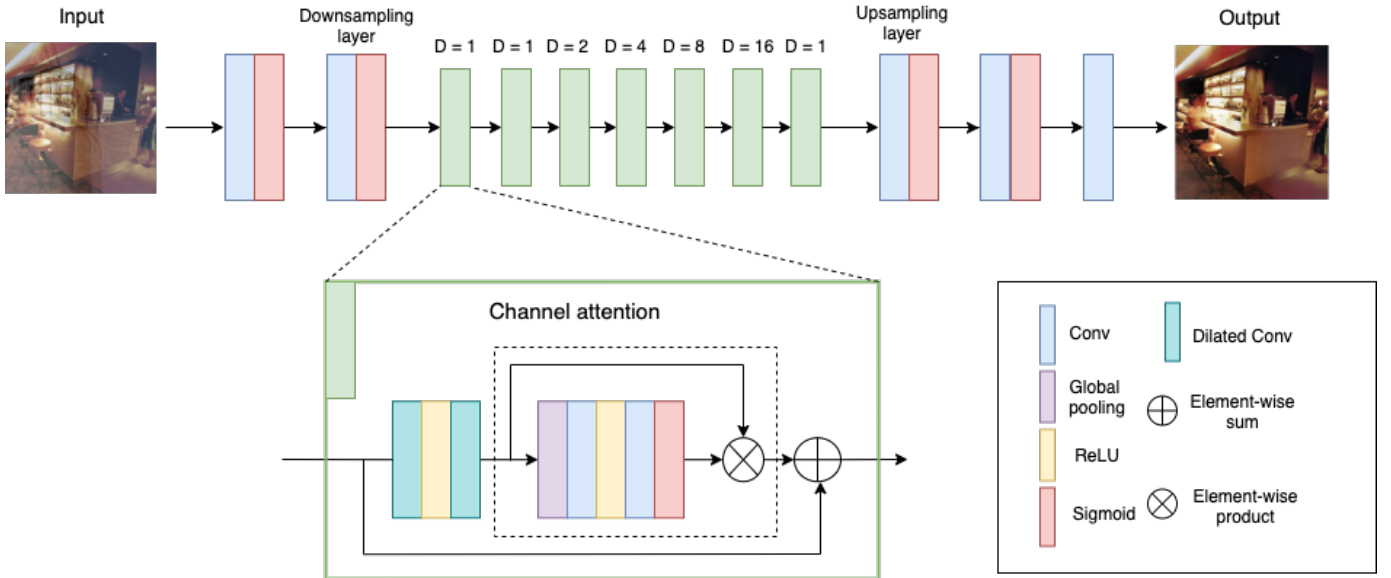 Input
Downsampling
layer
D = 1
D = 1
D = 2
D = 4
D = 8
D = 16
D = 1
Upsampling
layer
Output
Channel attention
Conv
Dilated Conv
Global
pooling
Element-wise
sum
ReLU
Sigmoid
Element-wise
product